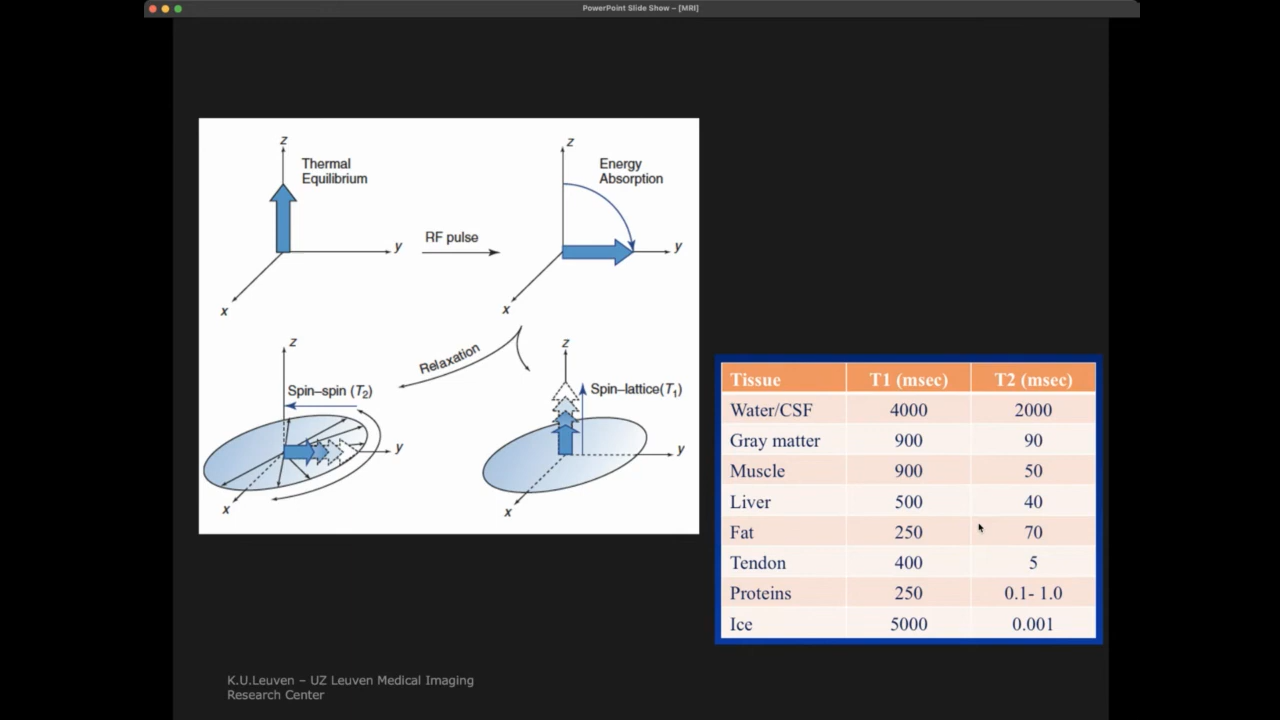 PowerPoint Slide Show – [MRI]
z
Thermal
Equilibrium
y
x
RF pulse
z
Energy
Absorption
y
x
Relaxation
z
Spin–spin (T₂)
y
x
z
Spin–lattice(T₁)
y
x
Tissue T1 (msec) T2 (msec)
Water/CSF 4000 2000
Gray matter 900 90
Muscle 900 50
Liver 500 40
Fat 250 70
Tendon 400 5
Proteins 250 0.1- 1.0
Ice 5000 0.001
K.U.Leuven – UZ Leuven Medical Imaging
Research Center